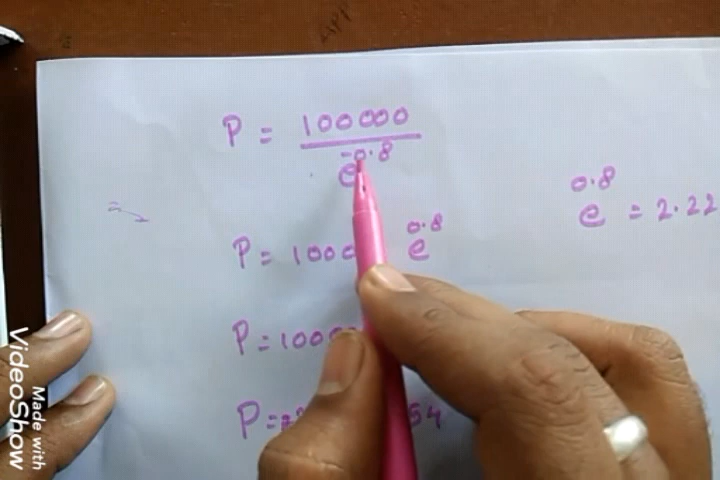 P = 100000 / e^-0.8
e^0.8 = 2.22
P = 1000 e^0.8
P = 100
P = 54
Made with
VideoShow